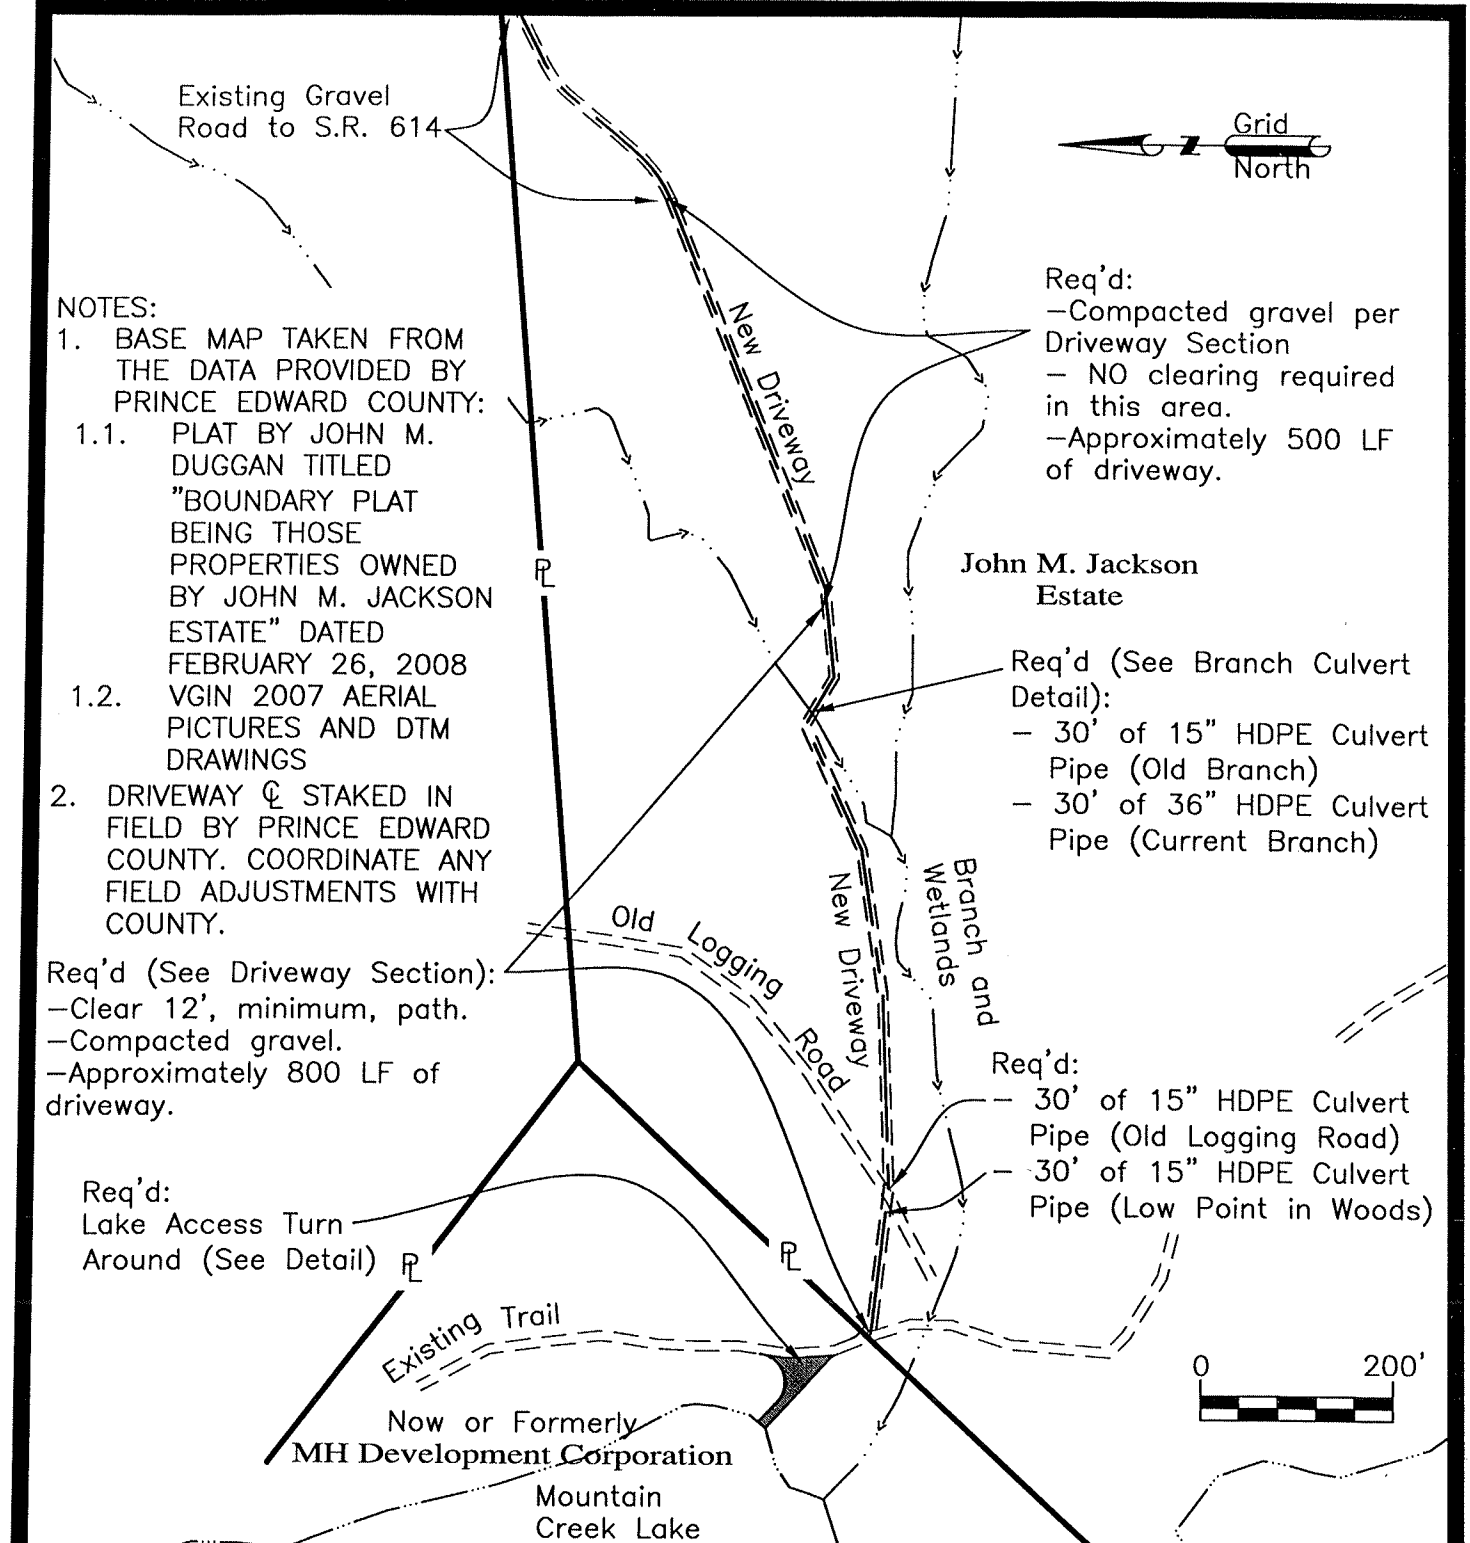 Existing Gravel
Road to S.R. 614
Grid
N
North
NOTES:
1. BASE MAP TAKEN FROM
THE DATA PROVIDED BY
PRINCE EDWARD COUNTY:
1.1. PLAT BY JOHN M.
DUGGAN TITLED
"BOUNDARY PLAT
BEING THOSE
PROPERTIES OWNED
BY JOHN M. JACKSON
ESTATE" DATED
FEBRUARY 26, 2008
1.2. VGIN 2007 AERIAL
PICTURES AND DTM
DRAWINGS
2. DRIVEWAY ℄ STAKED IN
FIELD BY PRINCE EDWARD
COUNTY. COORDINATE ANY
FIELD ADJUSTMENTS WITH
COUNTY.
Req'd (See Driveway Section):
-Clear 12', minimum, path.
-Compacted gravel.
-Approximately 800 LF of
driveway.
Req'd:
Lake Access Turn
Around (See Detail)
PL
PL
PL
New Driveway
New Driveway
Old Logging Road
Branch and
Wetlands
Req'd:
-Compacted gravel per
Driveway Section
- NO clearing required
in this area.
-Approximately 500 LF
of driveway.
John M. Jackson
Estate
Req'd (See Branch Culvert
Detail):
- 30' of 15" HDPE Culvert
Pipe (Old Branch)
- 30' of 36" HDPE Culvert
Pipe (Current Branch)
Req'd:
- 30' of 15" HDPE Culvert
Pipe (Old Logging Road)
- 30' of 15" HDPE Culvert
Pipe (Low Point in Woods)
Existing Trail
0 200'
Now or Formerly
MH Development Corporation
Mountain
Creek Lake